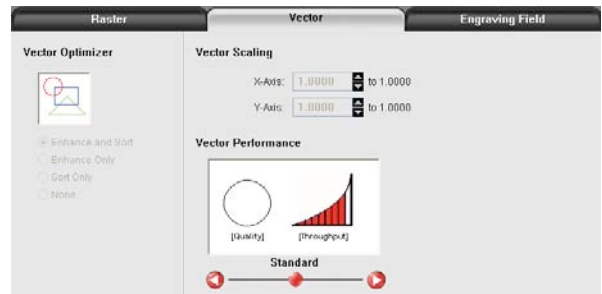 Raster Vector Engraving Field
Vector Optimizer
Enhance and Sort
Enhance Only
Sort Only
None
Vector Scaling
X-Axis: 1.0000 to 1.0000
Y-Axis: 1.0000 to 1.0000
Vector Performance
[Quality] [Throughput]
Standard